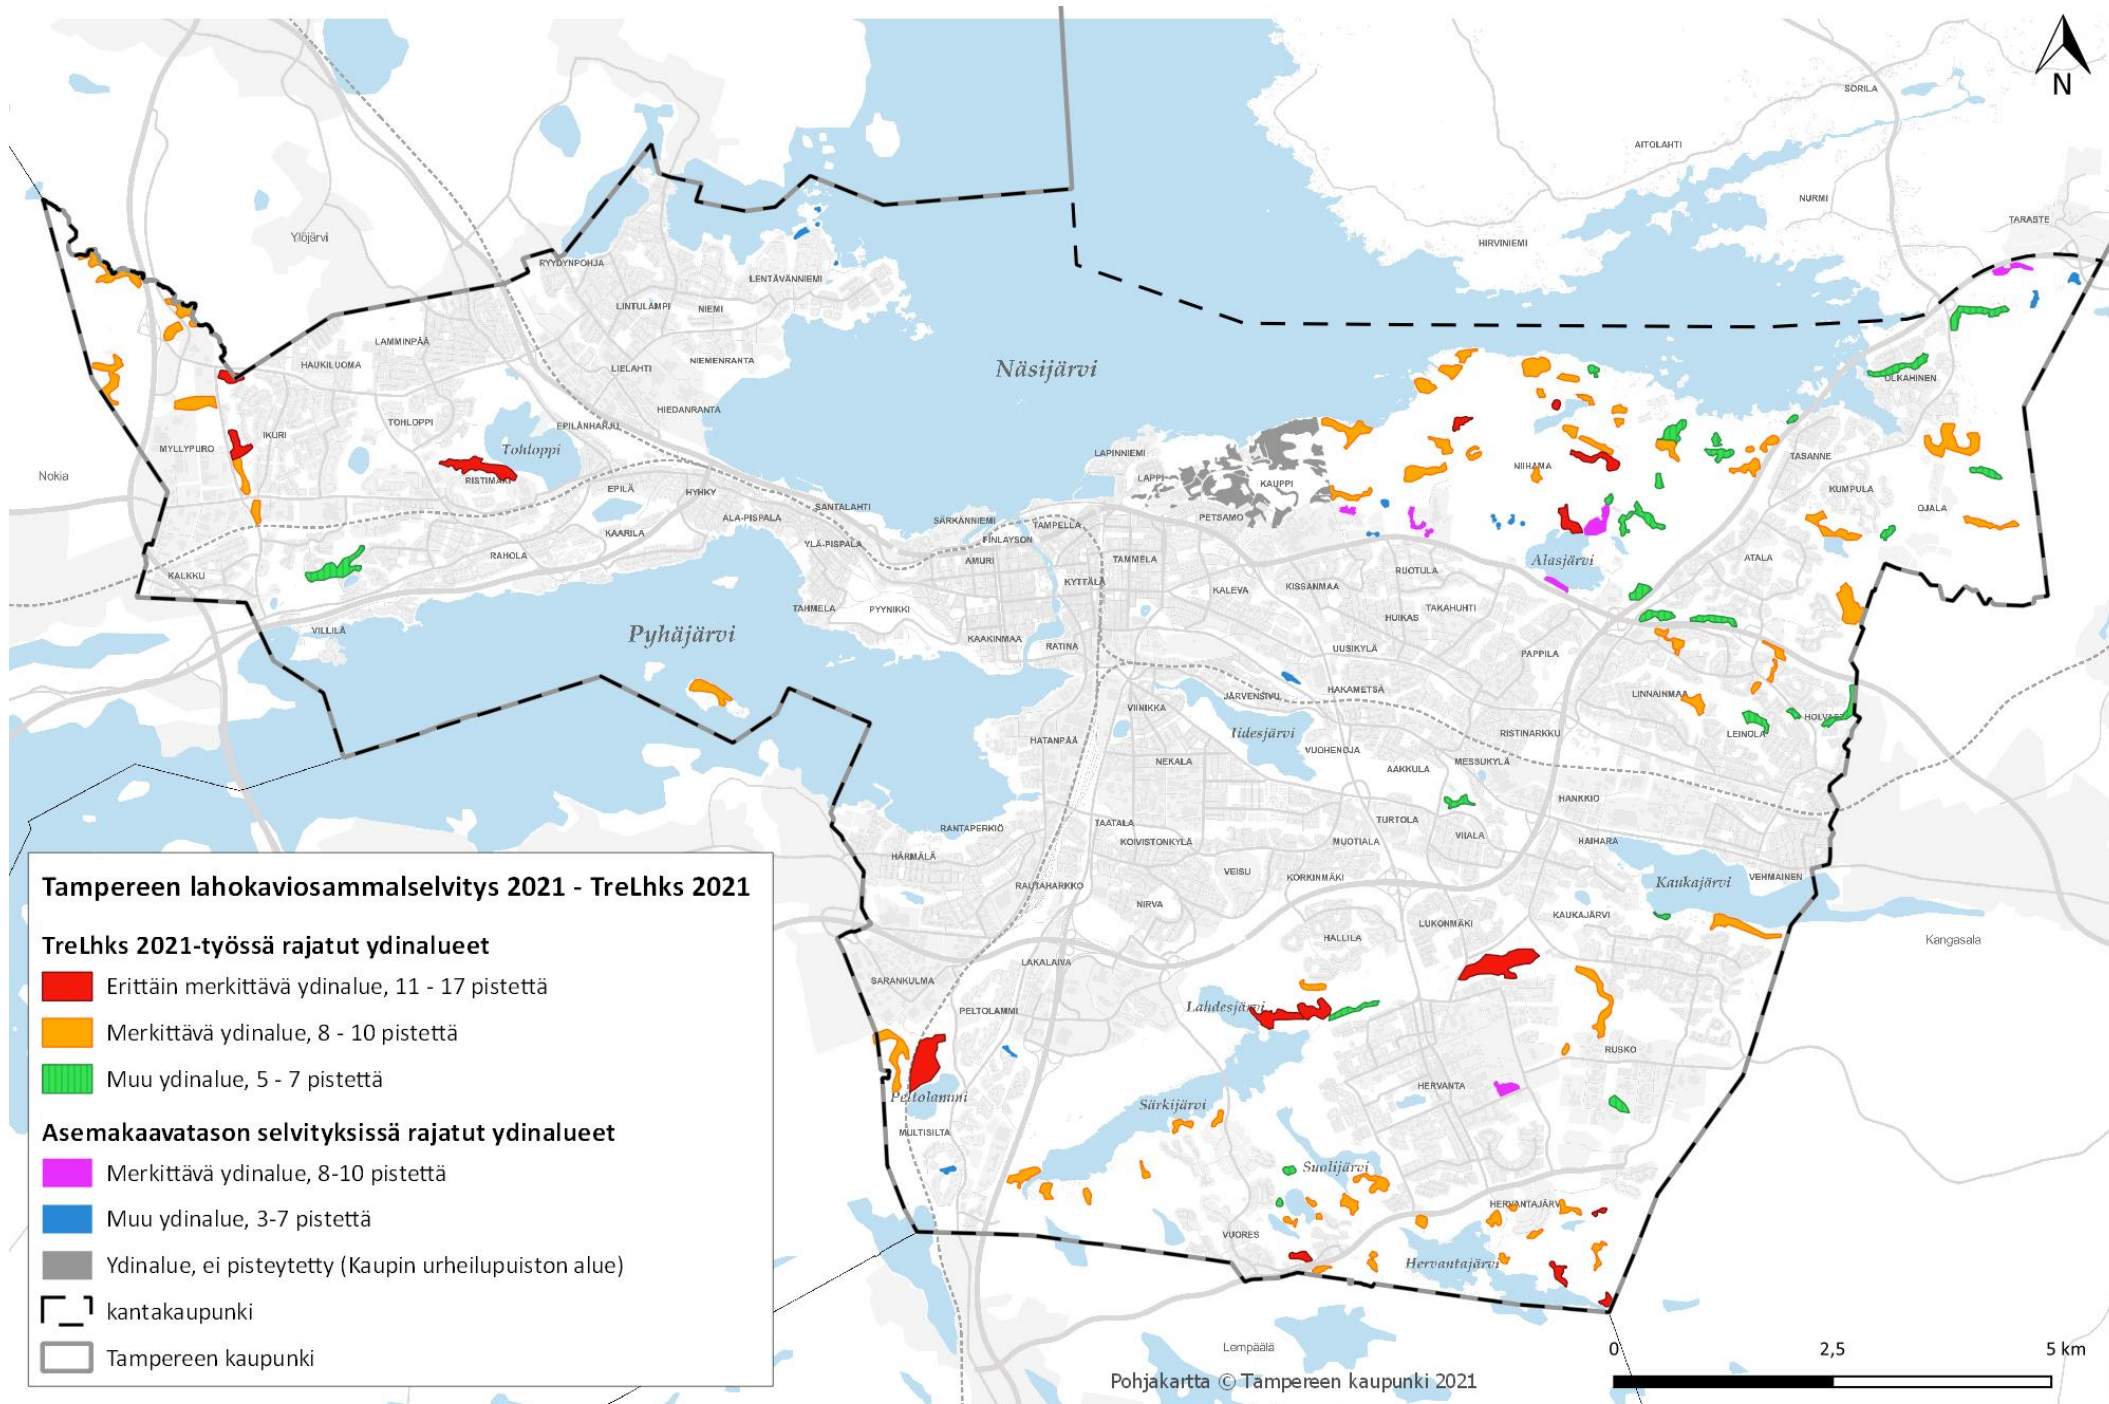 N
SORILA
AITOLAHTI
NURMI
TARASTE
Ylöjärvi
HIRVINIEMI
RYYDYNPOHJA
LENTÄVÄNNIEMI
LINTULAMPI
NIEMI
LAMMINPÄÄ
HAUKILUOMA
LIELAHTI
NIEMENRANTA
Näsijärvi
OLKAHINEN
HIEDANRANTA
TOHLOPPI
EPILÄNHARJU
IKURI
MYLLYPURO
Tohloppi
LAPINNIEMI
TASANNE
Nokia
RISTIMÄKI
EPILÄ
HYHKY
LAPPI
KAUPPI
NIIHAMA
KUMPULA
OJALA
ALA-PISPALA
SANTALAHTI
SÄRKÄNNIEMI
TAMPELLA
PETSAMO
KAARILA
YLÄ-PISPALA
FINLAYSON
RAHOLA
AMURI
TAMMELA
Alasjärvi
ATALA
KALKKU
KYTTÄLÄ
KALEVA
KISSANMAA
RUOTULA
TAHMELA
PYYNIKKI
HUIKAS
TAKAHUHTI
VILLILÄ
Pyhäjärvi
KAAKINMAA
RATINA
UUSIKYLÄ
PAPPILA
JÄRVENSIVU
HAKAMETSÄ
LINNAINMAA
VIINIKKA
HATANPÄÄ
Iidesjärvi
VUOHENOJA
RISTINARKKU
LEINOLA
NEKALA
AAKKULA
MESSUKYLÄ
HANKKIO
RANTAPERKIÖ
TAATALA
KOIVISTONKYLÄ
TURTOLA
MUOTIALA
VIIALA
HAIHARA
HÄRMÄLÄ
VEISU
KORKINMÄKI
Kaukajärvi
VEHMAINEN
RAUTAHARKKO
NIRVA
KAUKAJÄRVI
LUKONMÄKI
HALLILA
Kangasala
LAKALAIVA
SARANKULMA
PELTOLAMMI
Lahdesjärvi
RUSKO
HERVANTA
Peltolammi
Särkijärvi
MULTISILTA
Suolijärvi
HERVANTAJÄRVI
VUORES
Hervantajärvi
Lempäälä
Tampereen lahokaviosammalselvitys 2021 - TreLhks 2021
TreLhks 2021-työssä rajatut ydinalueet
Erittäin merkittävä ydinalue, 11 - 17 pistettä
Merkittävä ydinalue, 8 - 10 pistettä
Muu ydinalue, 5 - 7 pistettä
Asemakaavatason selvityksissä rajatut ydinalueet
Merkittävä ydinalue, 8-10 pistettä
Muu ydinalue, 3-7 pistettä
Ydinalue, ei pisteytetty (Kaupin urheilupuiston alue)
kantakaupunki
Tampereen kaupunki
0 2,5 5 km
Pohjakartta © Tampereen kaupunki 2021